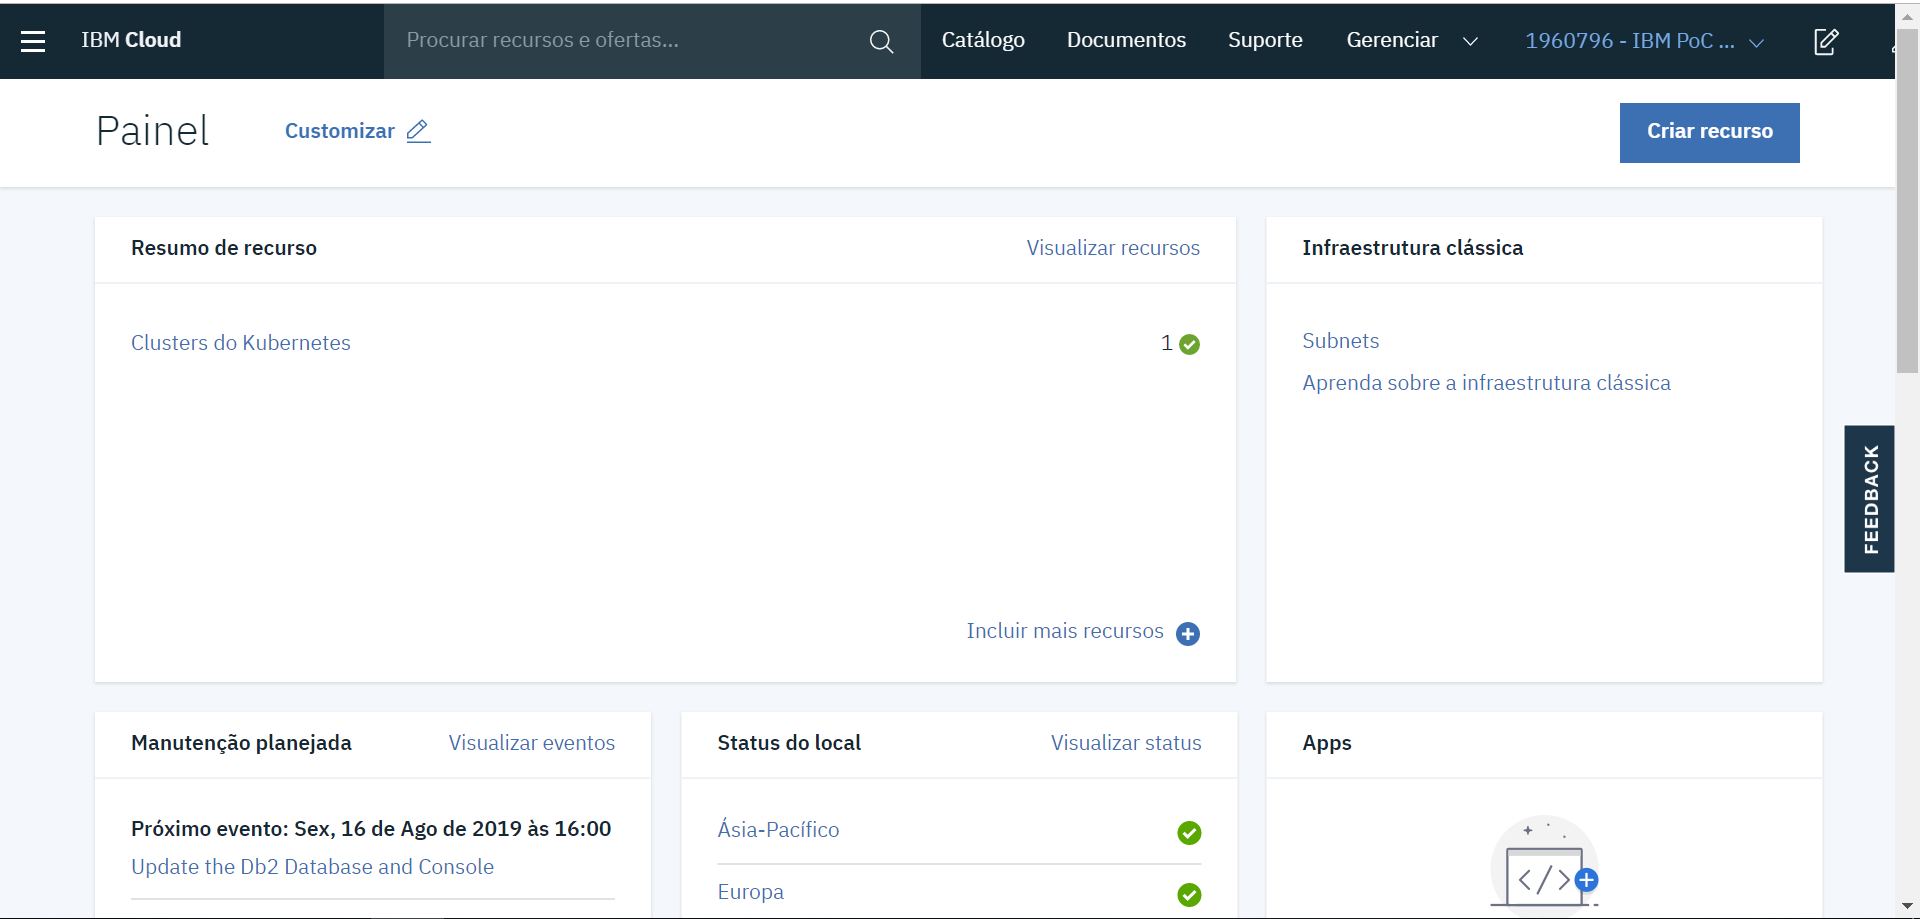 IBM Cloud
Procurar recursos e ofertas...
Catálogo
Documentos
Suporte
Gerenciar
1960796 - IBM PoC ...
Painel
Customizar
Criar recurso
Resumo de recurso
Visualizar recursos
Clusters do Kubernetes
1
Incluir mais recursos
Infraestrutura clássica
Subnets
Aprenda sobre a infraestrutura clássica
FEEDBACK
Manutenção planejada
Visualizar eventos
Próximo evento: Sex, 16 de Ago de 2019 às 16:00
Update the Db2 Database and Console
Status do local
Visualizar status
Ásia-Pacífico
Europa
Apps